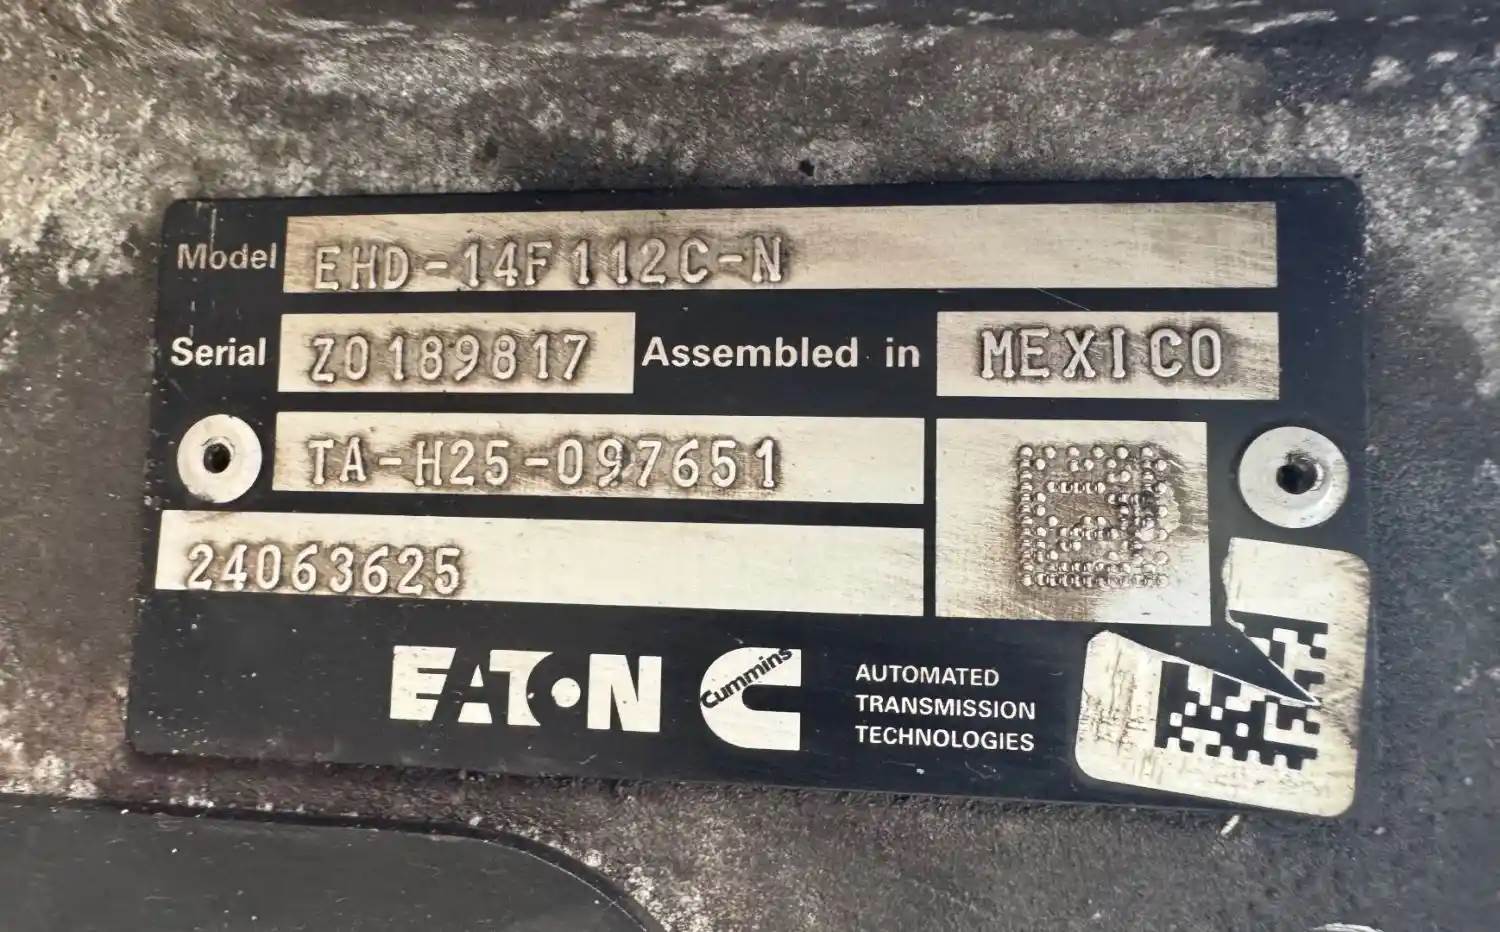 Model EHD-14F112C-N
Serial Z0189817 Assembled in MEXICO
TA-H25-097651
24063625
EATON Cummins
AUTOMATED
TRANSMISSION
TECHNOLOGIES